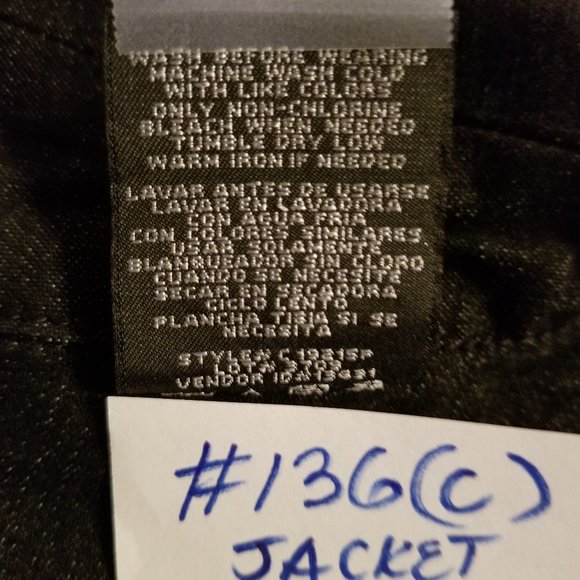 WASH BEFORE WEARING
MACHINE WASH COLD
WITH LIKE COLORS
ONLY NON-CHLORINE
BLEACH WHEN NEEDED
TUMBLE DRY LOW
WARM IRON IF NEEDED
LAVAR ANTES DE USARSE
LAVAR EN LAVADORA
CON AGUA FRIA
CON COLORES SIMILARES
USAR SOLAMENTE
BLANQUEADOR SIN CLORO
CUANDO SE NECESITE
SECAR EN SECADORA
CICLO LENTO
PLANCHA TIBIA SI SE
NECESITA
STYLE#
VENDOR
#136(C)
JACKET